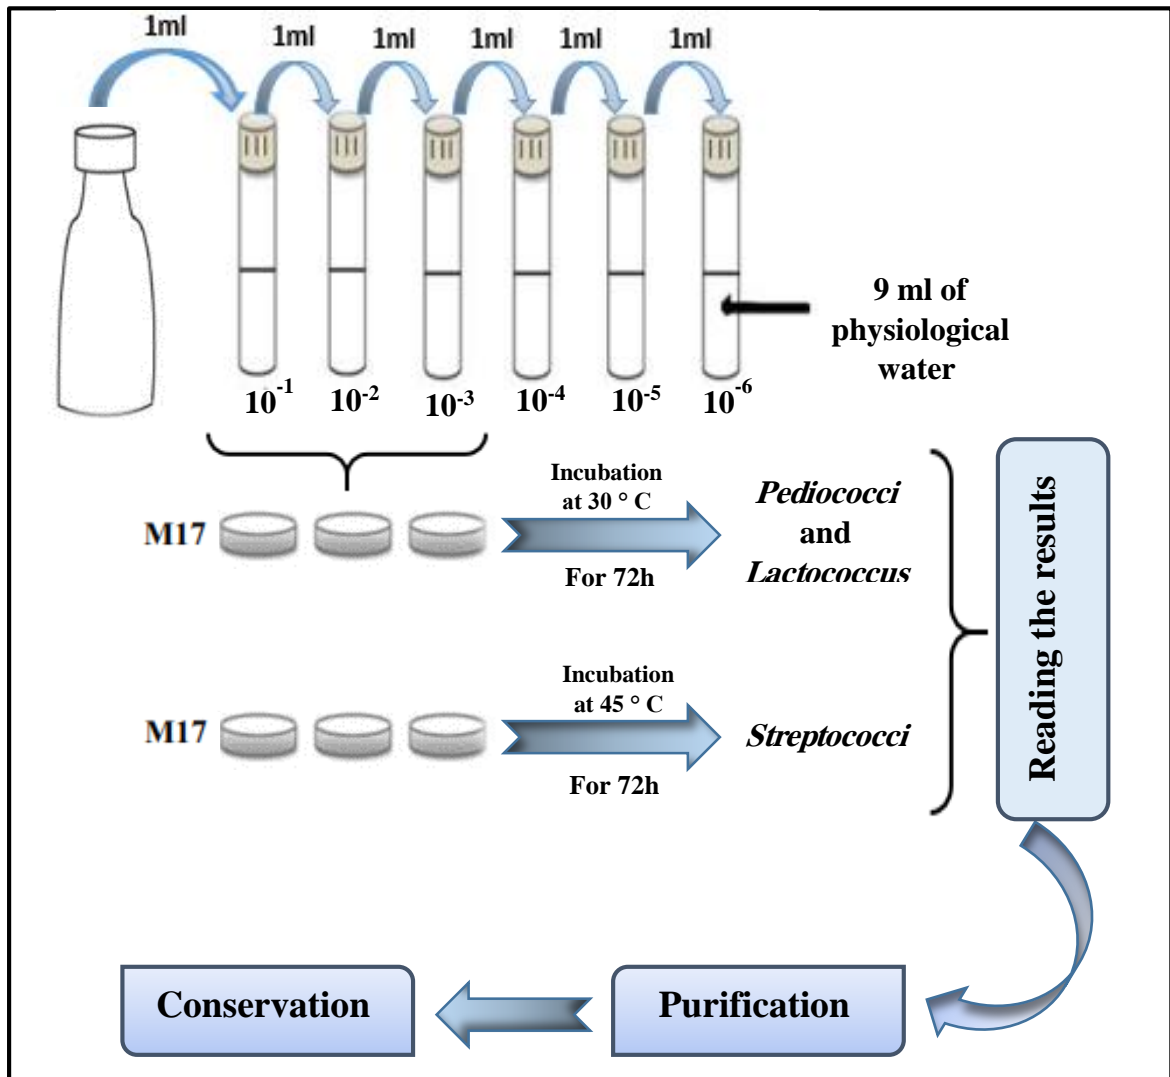 1ml 1ml 1ml 1ml 1ml 1ml
9 ml of
physiological
water
10⁻¹ 10⁻² 10⁻³ 10⁻⁴ 10⁻⁵ 10⁻⁶
M17
Incubation
at 30 ° C
For 72h
Pediococci
and
Lactococcus
M17
Incubation
at 45 ° C
For 72h
Streptococci
Reading the results
Conservation
Purification